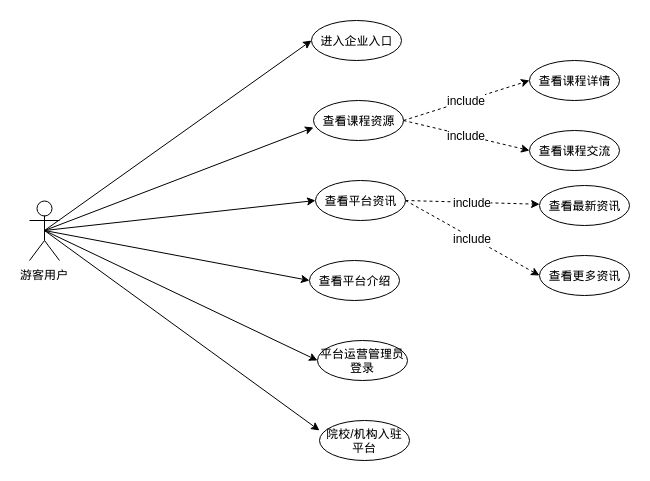 进入企业入口
查看课程详情
include
查看课程资源
include
查看课程交流
查看平台资讯
include
查看最新资讯
include
游客用户
查看平台介绍
查看更多资讯
平台运营管理员
登录
院校/机构入驻
平台